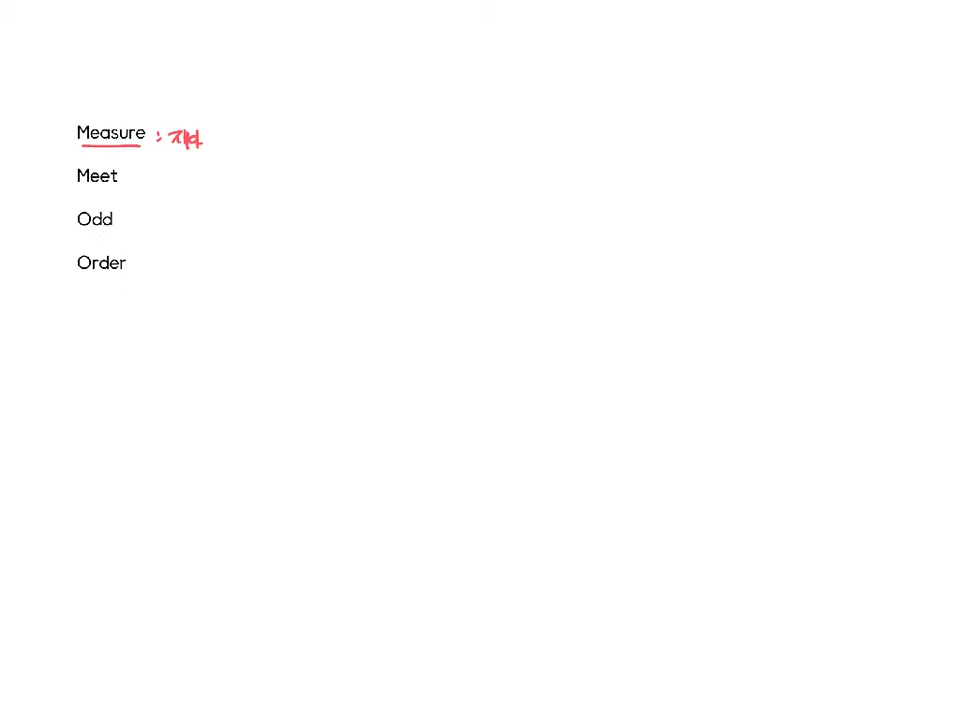 Measure : 재다
Meet
Odd
Order